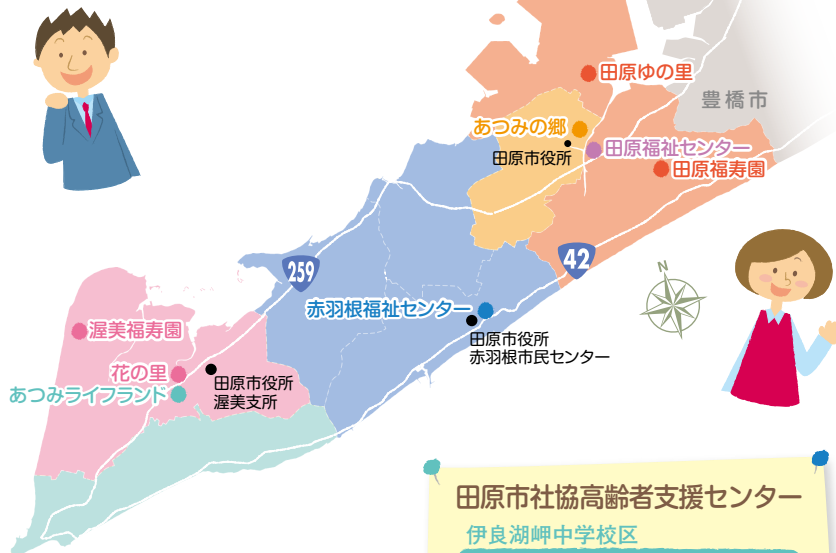 田原ゆの里
豊橋市
あつみの郷
田原市役所
田原福祉センター
田原福寿園
N
42
259
赤羽根福祉センター
田原市役所
赤羽根市民センター
渥美福寿園
花の里
あつみライフランド
田原市役所
渥美支所
田原市社協高齢者支援センター
伊良湖岬中学校区